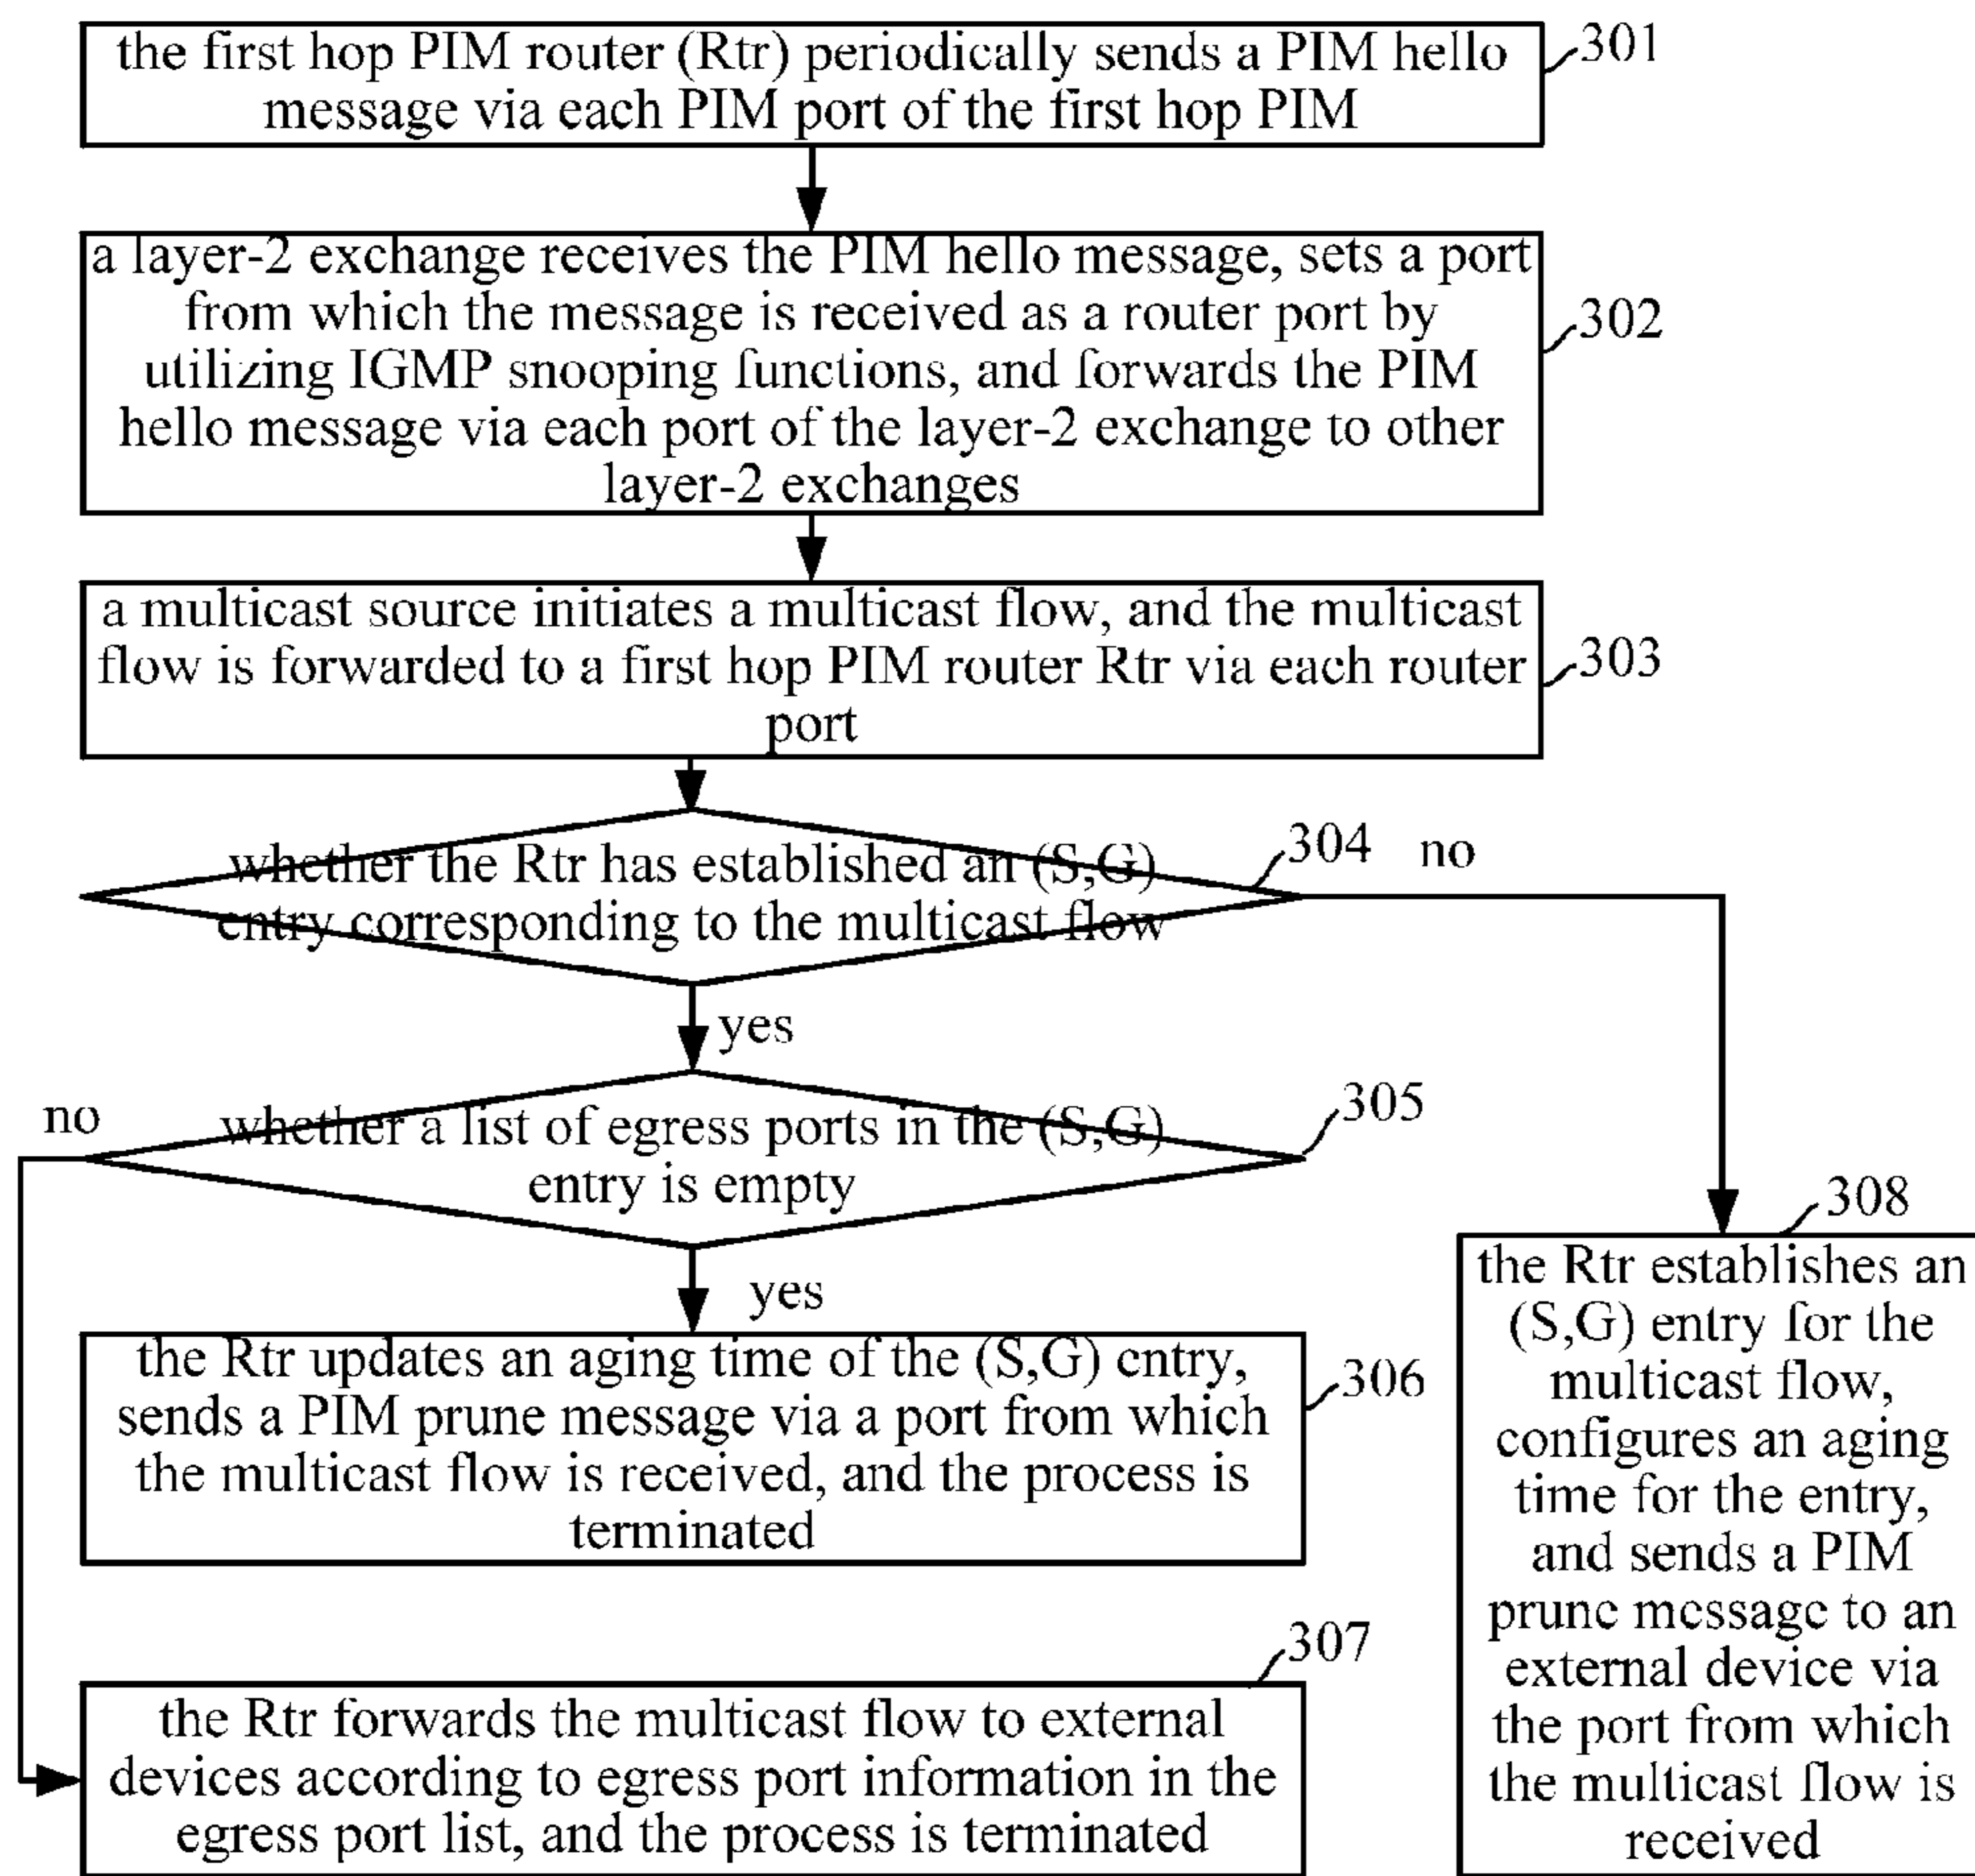 the first hop PIM router (Rtr) periodically sends a PIM hello
message via each PIM port of the first hop PIM
301
a layer-2 exchange receives the PIM hello message, sets a port
from which the message is received as a router port by
utilizing IGMP snooping functions, and forwards the PIM
hello message via each port of the layer-2 exchange to other
layer-2 exchanges
302
a multicast source initiates a multicast flow, and the multicast
flow is forwarded to a first hop PIM router Rtr via each router
port
303
whether the Rtr has established an (S,G)
entry corresponding to the multicast flow
304
no
yes
whether a list of egress ports in the (S,G)
entry is empty
305
no
yes
the Rtr updates an aging time of the (S,G) entry,
sends a PIM prune message via a port from which
the multicast flow is received, and the process is
terminated
306
307
the Rtr forwards the multicast flow to external
devices according to egress port information in the
egress port list, and the process is terminated
308
the Rtr establishes an
(S,G) entry for the
multicast flow,
configures an aging
time for the entry,
and sends a PIM
prune message to an
external device via
the port from which
the multicast flow is
received